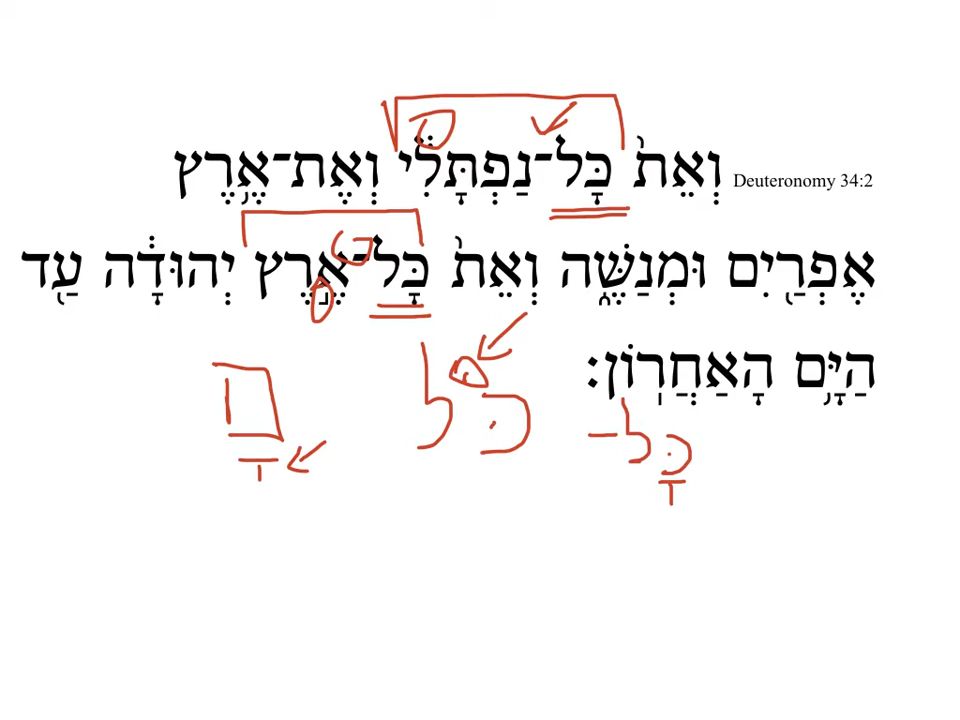 Deuteronomy 34:2 וְאֵת֙ כׇּל־נַפְתָּלִ֔י וְאֶת־אֶ֥רֶץ
אֶפְרַ֖יִם וּמְנַשֶּׁ֑ה וְאֵת֙ כׇּל־אֶ֣רֶץ יְהוּדָ֔ה עַ֖ד
הַיָּ֥ם הָאַחֲרֽוֹן׃
כֹּל כׇּל־